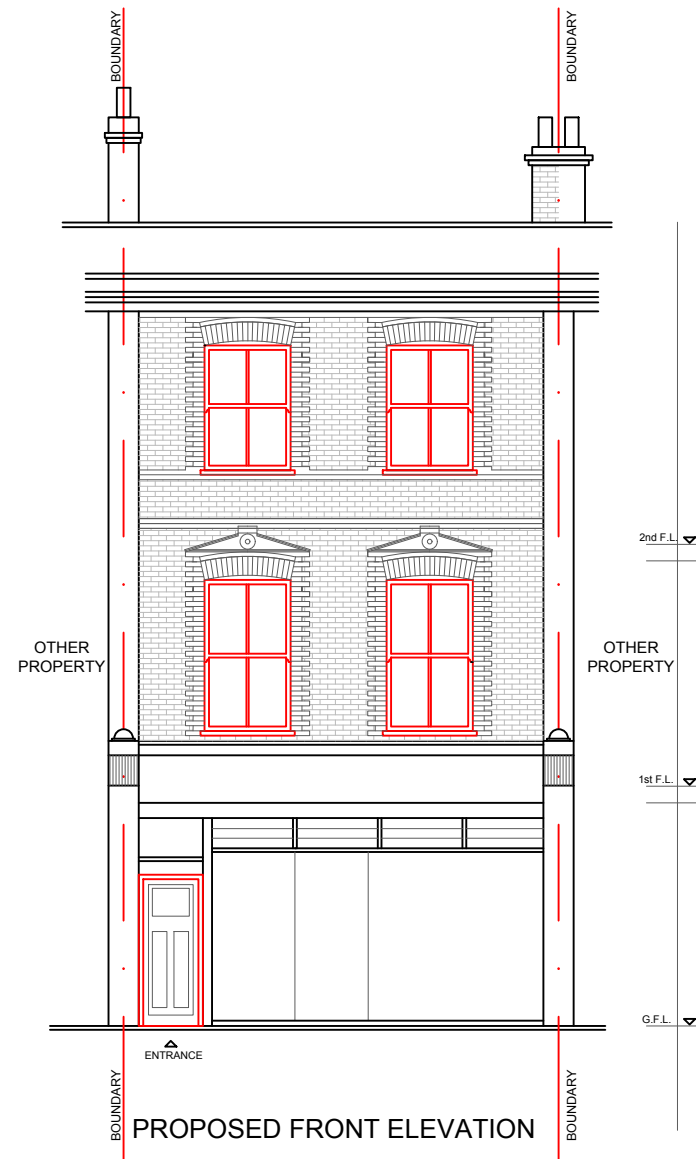 BOUNDARY
BOUNDARY
2nd F.L.
OTHER
PROPERTY
OTHER
PROPERTY
1st F.L.
G.F.L.
ENTRANCE
BOUNDARY
BOUNDARY
PROPOSED FRONT ELEVATION